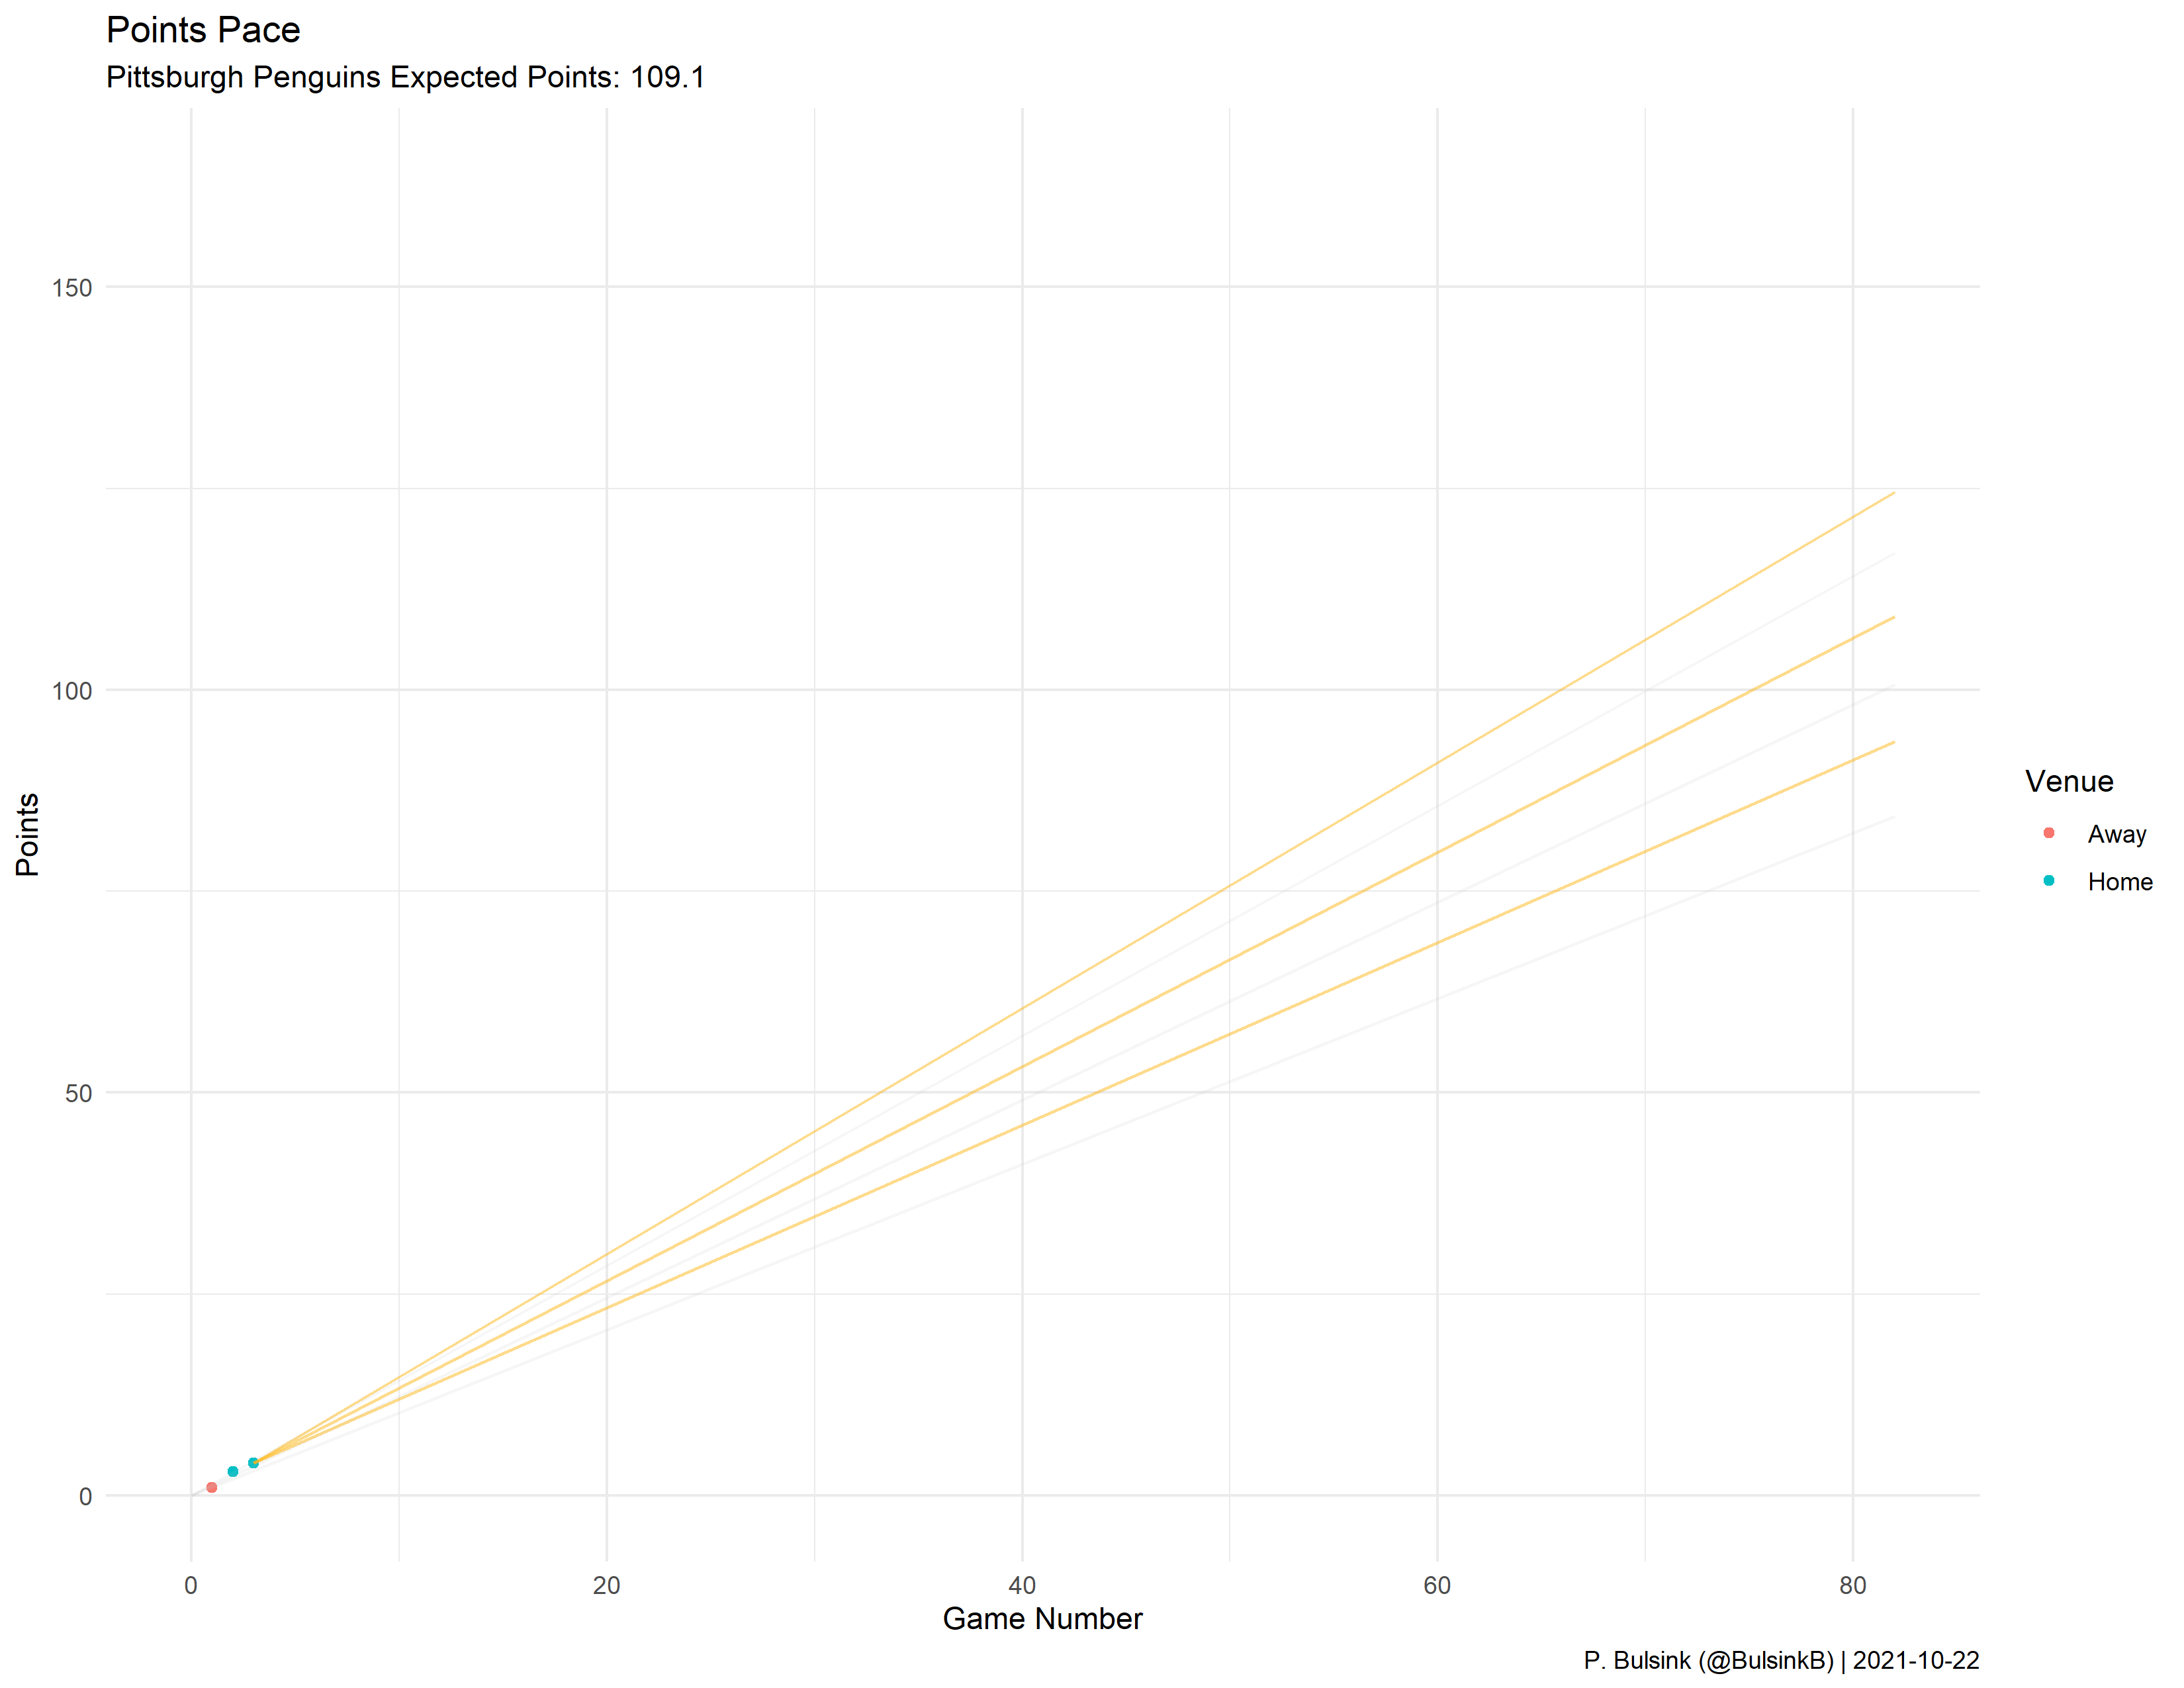 Points Pace
Pittsburgh Penguins Expected Points: 109.1
150
100
50
0
Points
0 20 40 60 80
Game Number
Venue
Away
Home
P. Bulsink (@BulsinkB) | 2021-10-22